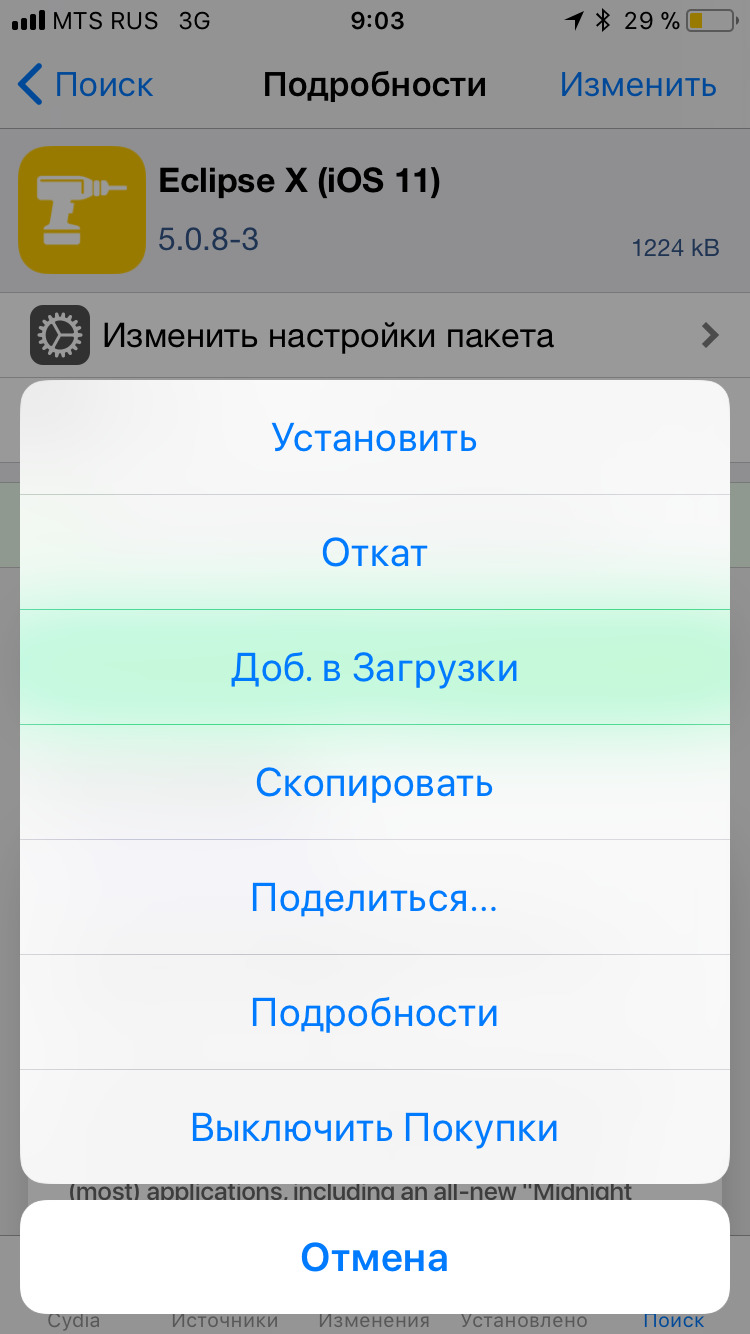 MTS RUS 3G 9:03 29 %
Поиск Подробности Изменить
Eclipse X (iOS 11)
5.0.8-3
1224 kB
Изменить настройки пакета
Установить
Откат
Доб. в Загрузки
Скопировать
Поделиться...
Подробности
Выключить Покупки
(most) applications, including an all-new "Midnight
Отмена
Cydia Источники Изменения Установлено Поиск